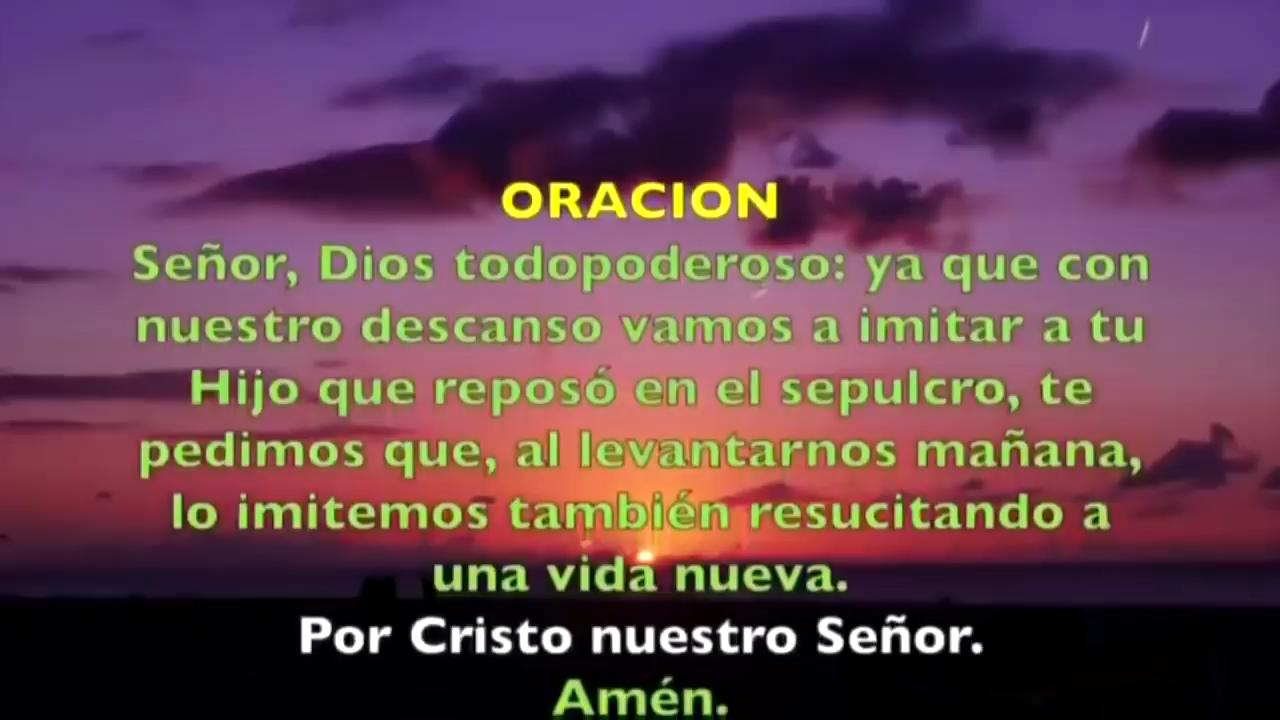 ORACION
Señor, Dios todopoderoso: ya que con
nuestro descanso vamos a imitar a tu
Hijo que reposó en el sepulcro, te
pedimos que, al levantarnos mañana,
lo imitemos también resucitando a
una vida nueva.
Por Cristo nuestro Señor.
Amén.